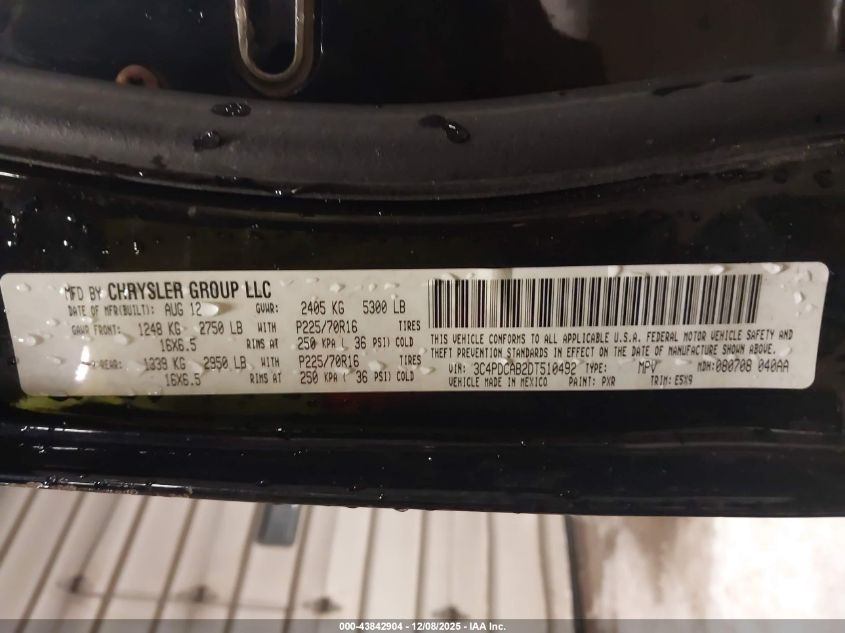 MFD BY CHRYSLER GROUP LLC
DATE OF MFR(BUILT): AUG 12 GVWR: 2405 KG 5300 LB
GAWR FRONT: 1248 KG 2750 LB WITH P225/70R16 TIRES
16X6.5 RIMS AT 250 KPA ( 36 PSI) COLD
REAR: 1339 KG 2950 LB WITH P225/70R16 TIRES
16X6.5 RIMS AT 250 KPA ( 36 PSI) COLD
THIS VEHICLE CONFORMS TO ALL APPLICABLE U.S.A. FEDERAL MOTOR VEHICLE SAFETY AND
THEFT PREVENTION STANDARDS IN EFFECT ON THE DATE OF MANUFACTURE SHOWN ABOVE.
VIN: 3C4PDCAB2DT510492 TYPE: MPV MDH: 080708 040AA
VEHICLE MADE IN MEXICO PAINT: PXR TRIM: E5X9
000-43842904 - 12/08/2025 - IAA Inc.